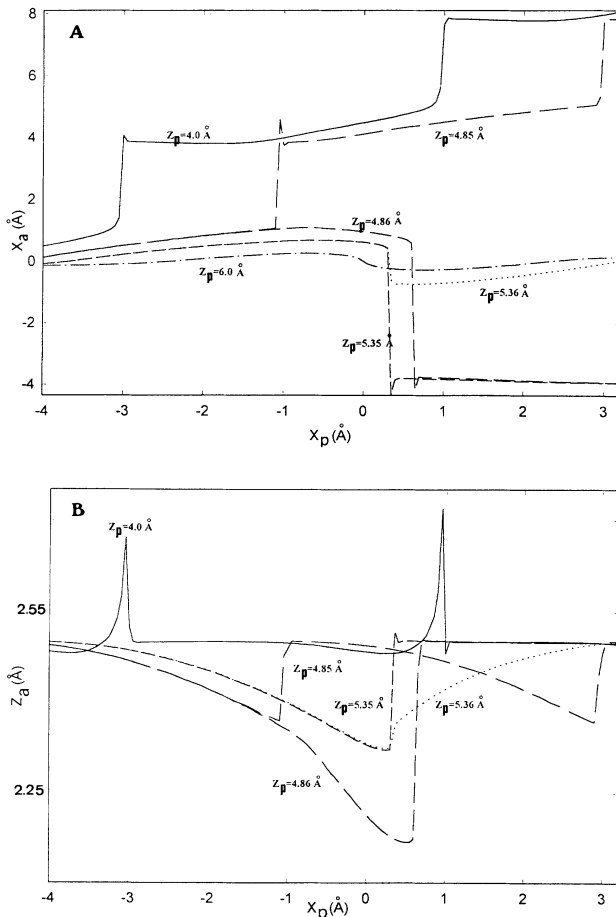 A
8
6
4
2
0
-2
-4
Xa(Å)
Zp=4.0 Å
Zp=4.85 Å
Zp=4.86 Å
Zp=6.0 Å
Zp=5.36 Å
Zp=5.35 Å
-4 -3 -2 -1 0 1 2 3
Xp(Å)
B
Zp=4.0 Å
2.55
Za(Å)
Zp=4.85 Å
Zp=5.35 Å
Zp=5.36 Å
2.25
Zp=4.86 Å
-4 -3 -2 -1 0 1 2 3
Xp(Å)